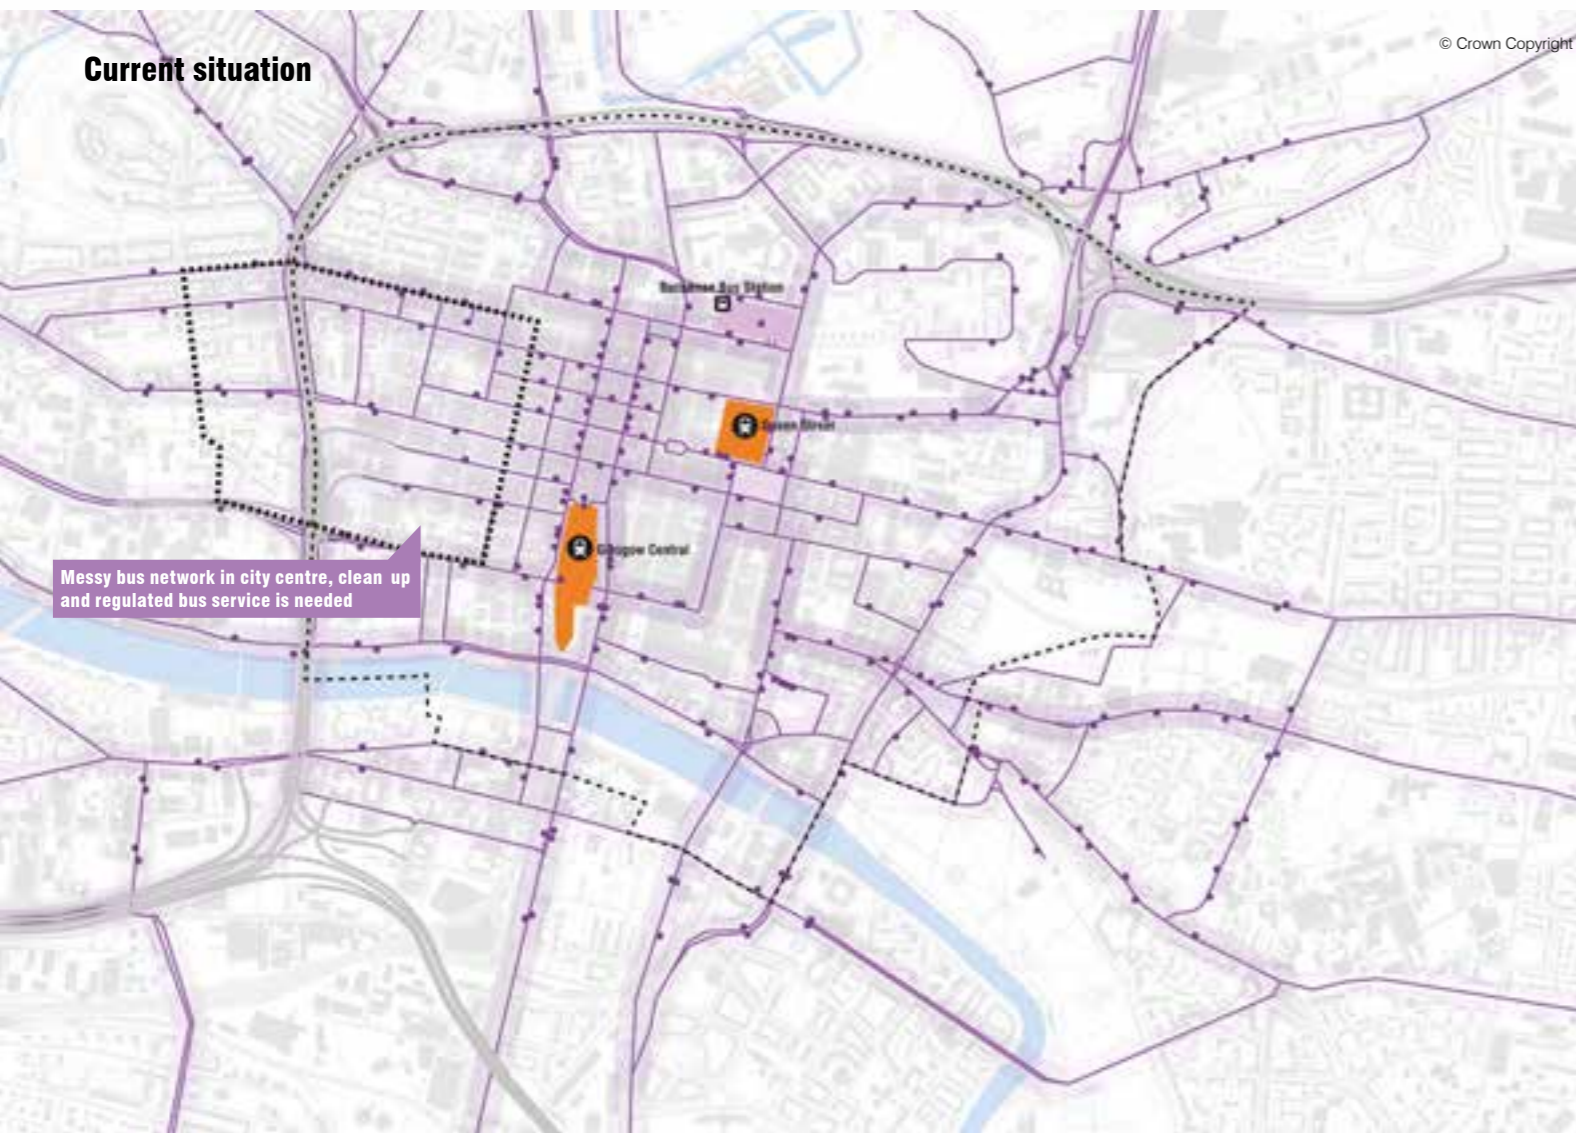 © Crown Copyright
Current situation
Buchanan Bus Station
Queen Street
Glasgow Central
Messy bus network in city centre, clean up
and regulated bus service is needed